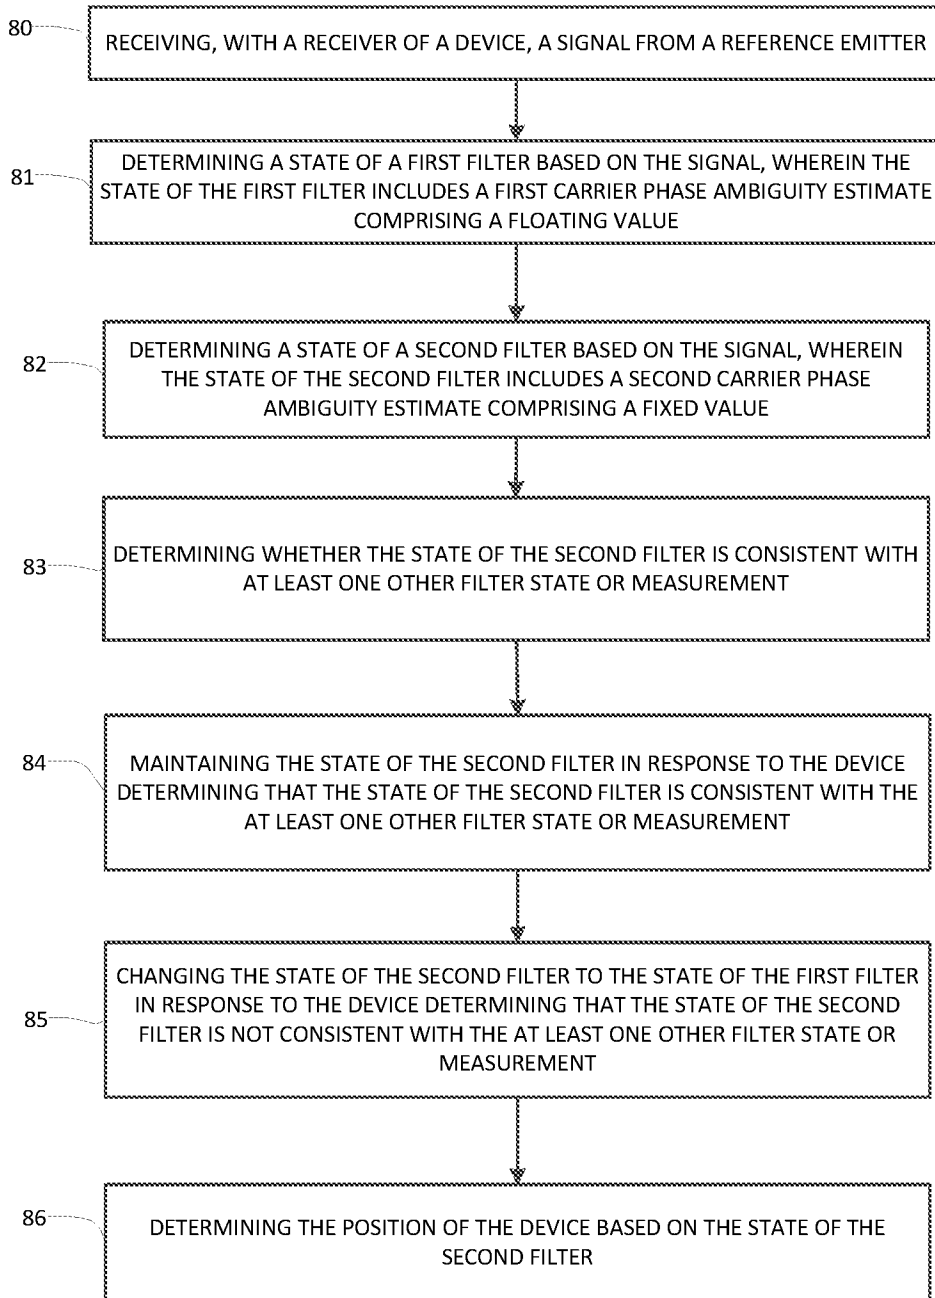 80
RECEIVING, WITH A RECEIVER OF A DEVICE, A SIGNAL FROM A REFERENCE EMITTER
81
DETERMINING A STATE OF A FIRST FILTER BASED ON THE SIGNAL, WHEREIN THE
STATE OF THE FIRST FILTER INCLUDES A FIRST CARRIER PHASE AMBIGUITY ESTIMATE
COMPRISING A FLOATING VALUE
82
DETERMINING A STATE OF A SECOND FILTER BASED ON THE SIGNAL, WHEREIN
THE STATE OF THE SECOND FILTER INCLUDES A SECOND CARRIER PHASE
AMBIGUITY ESTIMATE COMPRISING A FIXED VALUE
83
DETERMINING WHETHER THE STATE OF THE SECOND FILTER IS CONSISTENT WITH
AT LEAST ONE OTHER FILTER STATE OR MEASUREMENT
84
MAINTAINING THE STATE OF THE SECOND FILTER IN RESPONSE TO THE DEVICE
DETERMINING THAT THE STATE OF THE SECOND FILTER IS CONSISTENT WITH THE
AT LEAST ONE OTHER FILTER STATE OR MEASUREMENT
85
CHANGING THE STATE OF THE SECOND FILTER TO THE STATE OF THE FIRST FILTER
IN RESPONSE TO THE DEVICE DETERMINING THAT THE STATE OF THE SECOND
FILTER IS NOT CONSISTENT WITH THE AT LEAST ONE OTHER FILTER STATE OR
MEASUREMENT
86
DETERMINING THE POSITION OF THE DEVICE BASED ON THE STATE OF THE
SECOND FILTER